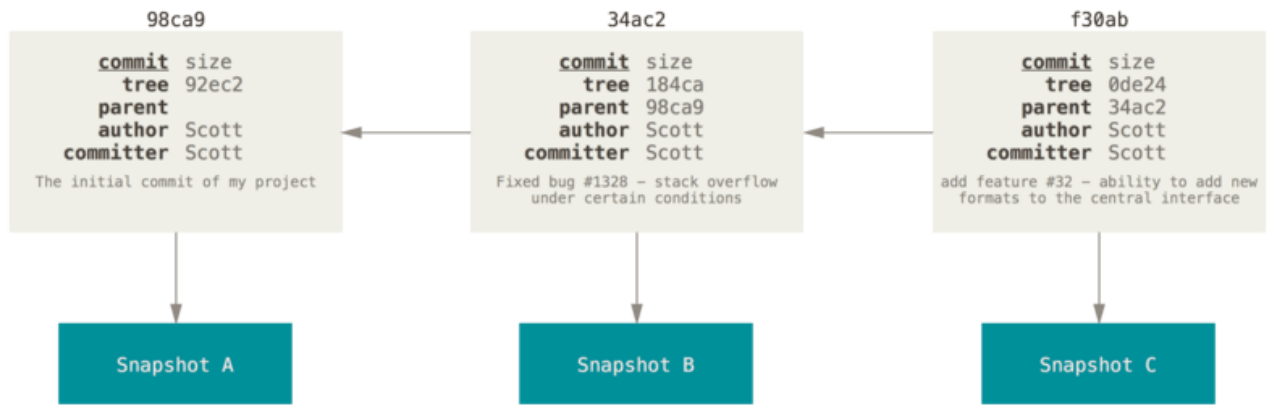 98ca9
commit size
tree 92ec2
parent
author Scott
committer Scott
The initial commit of my project
Snapshot A
34ac2
commit size
tree 184ca
parent 98ca9
author Scott
committer Scott
Fixed bug #1328 – stack overflow
under certain conditions
Snapshot B
f30ab
commit size
tree 0de24
parent 34ac2
author Scott
committer Scott
add feature #32 – ability to add new
formats to the central interface
Snapshot C